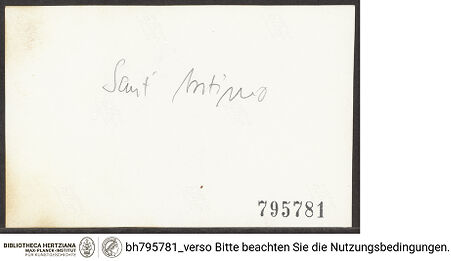 Sant' Antimo
795781
BIBLIOTHECA HERTZIANA
MAX-PLANCK-INSTITUT
FÜR KUNSTGESCHICHTE
bh795781_verso Bitte beachten Sie die Nutzungsbedingungen.